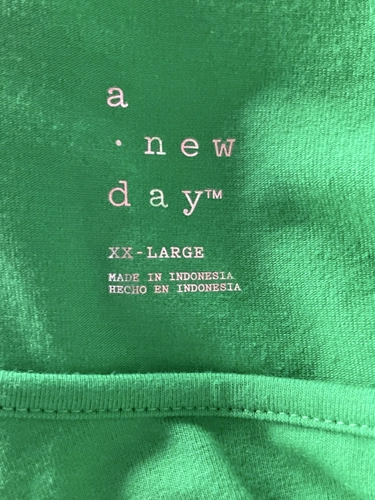 a
· new
day™
XX-LARGE
MADE IN INDONESIA
HECHO EN INDONESIA